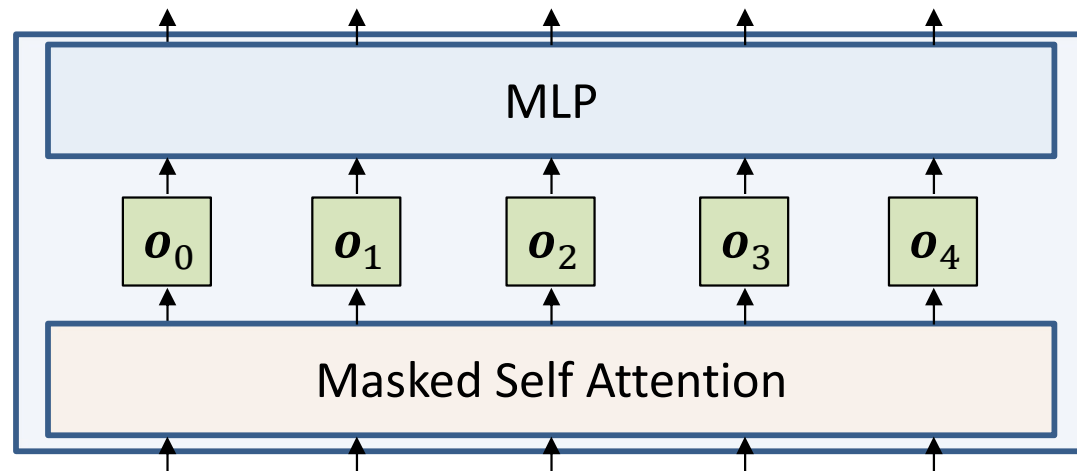 MLP
o₀ o₁ o₂ o₃ o₄
Masked Self Attention